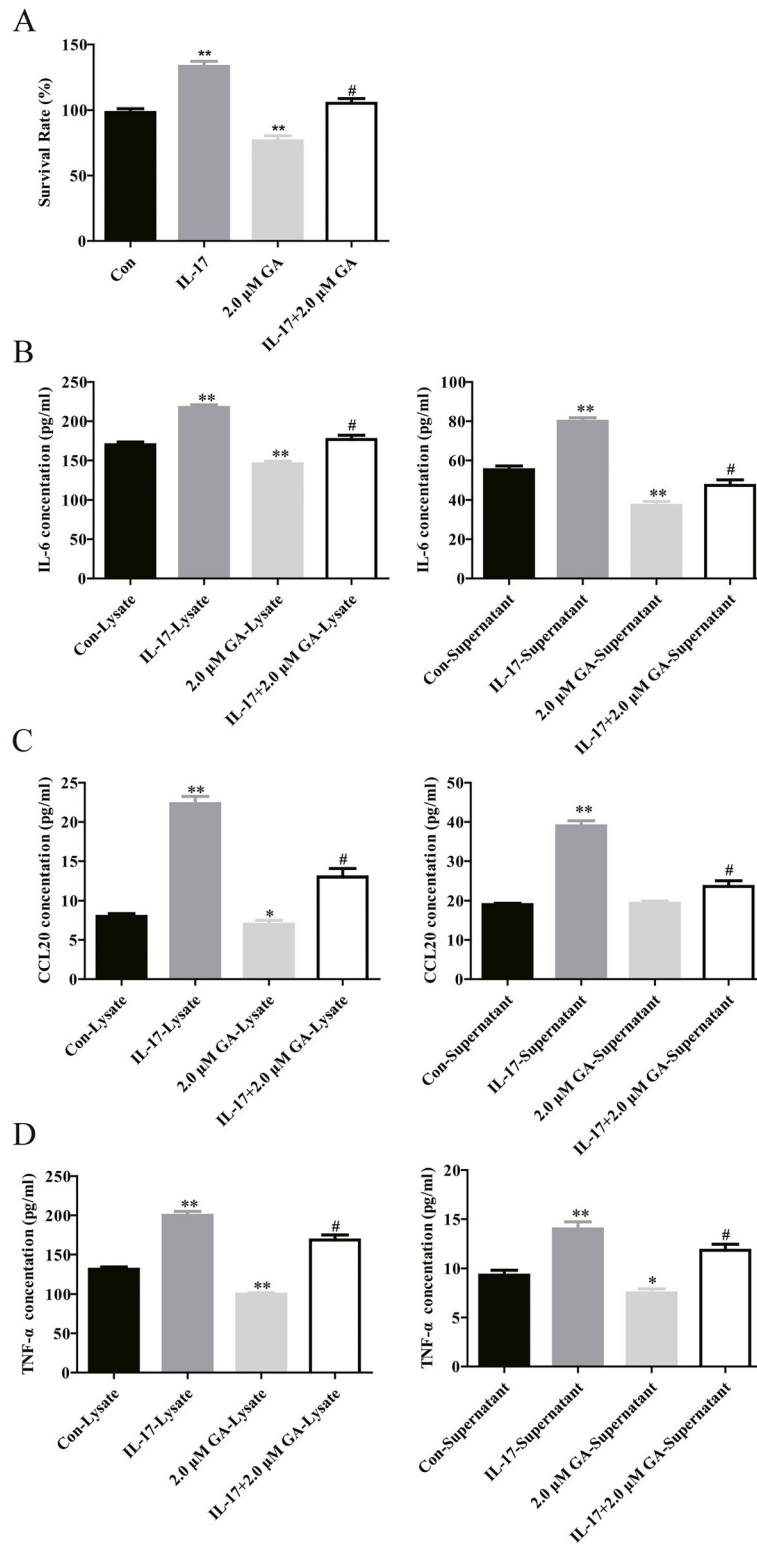 A
Survival Rate (%)
150
100
50
0
**
**
#
Con
IL-17
2.0 µM GA
IL-17+2.0 µM GA
B
IL-6 concentation (pg/ml)
250
200
150
100
50
0
**
**
#
Con-Lysate
IL-17-Lysate
2.0 µM GA-Lysate
IL-17+2.0 µM GA-Lysate
IL-6 concentation (pg/ml)
100
80
60
40
20
0
**
**
#
Con-Supernatant
IL-17-Supernatant
2.0 µM GA-Supernatant
IL-17+2.0 µM GA-Supernatant
C
CCL20 concentation (pg/ml)
25
20
15
10
5
0
**
*
#
Con-Lysate
IL-17-Lysate
2.0 µM GA-Lysate
IL-17+2.0 µM GA-Lysate
CCL20 concentation (pg/ml)
50
40
30
20
10
0
**
#
Con-Supernatant
IL-17-Supernatant
2.0 µM GA-Supernatant
IL-17+2.0 µM GA-Supernatant
D
TNF-α concentation (pg/ml)
250
200
150
100
50
0
**
**
#
Con-Lysate
IL-17-Lysate
2.0 µM GA-Lysate
IL-17+2.0 µM GA-Lysate
TNF-α concentation (pg/ml)
20
15
10
5
0
**
*
#
Con-Supernatant
IL-17-Supernatant
2.0 µM GA-Supernatant
IL-17+2.0 µM GA-Supernatant